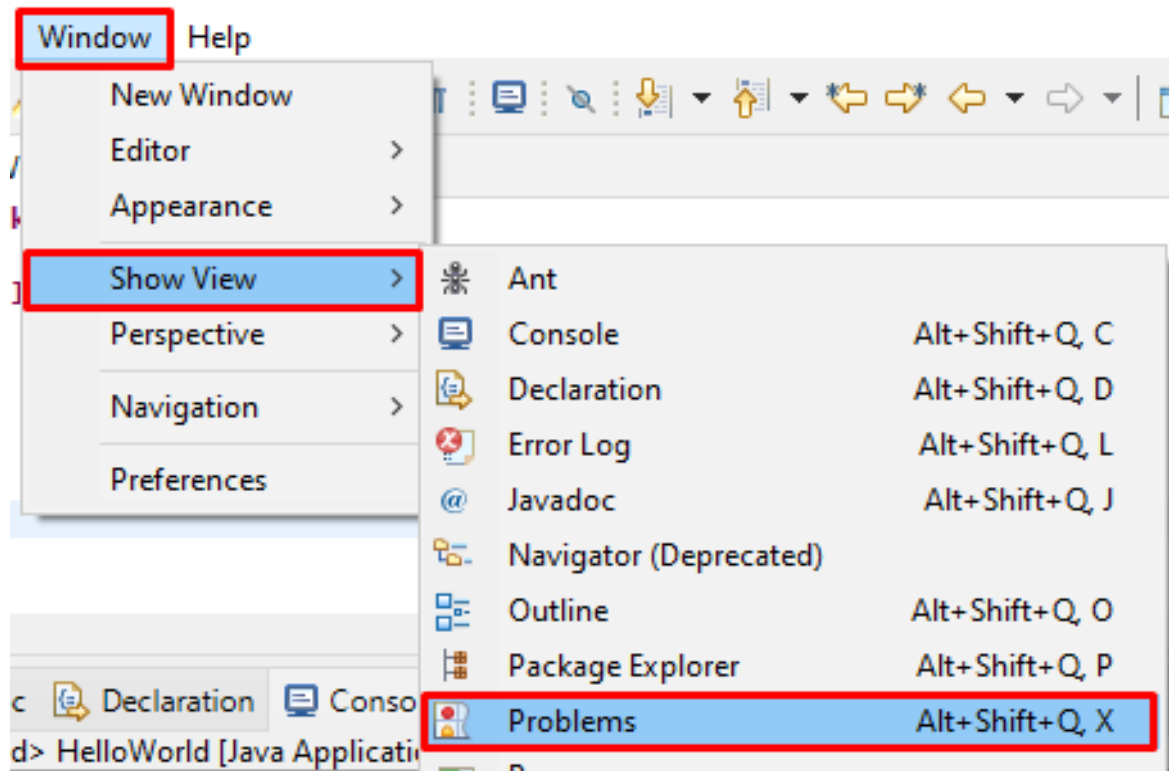 Window Help
New Window
Editor
Appearance
Show View
Perspective
Navigation
Preferences
Ant
Console Alt+Shift+Q, C
Declaration Alt+Shift+Q, D
Error Log Alt+Shift+Q, L
Javadoc Alt+Shift+Q, J
Navigator (Deprecated)
Outline Alt+Shift+Q, O
Package Explorer Alt+Shift+Q, P
Problems Alt+Shift+Q, X
c Declaration Conso
d> HelloWorld [Java Applicati